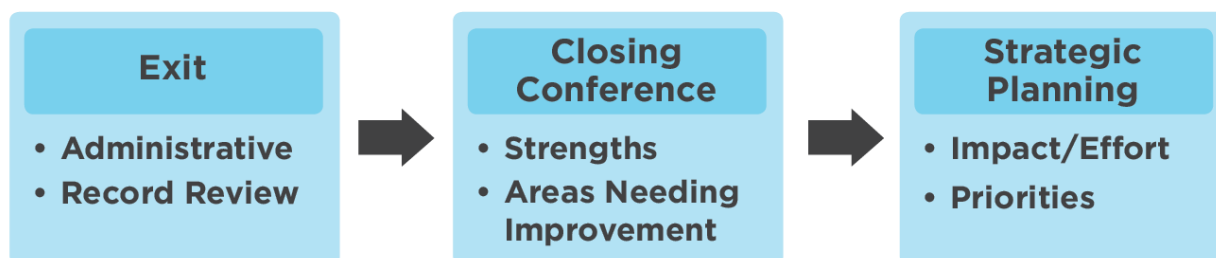 Exit
• Administrative
• Record Review
Closing
Conference
• Strengths
• Areas Needing
Improvement
Strategic
Planning
• Impact/Effort
• Priorities